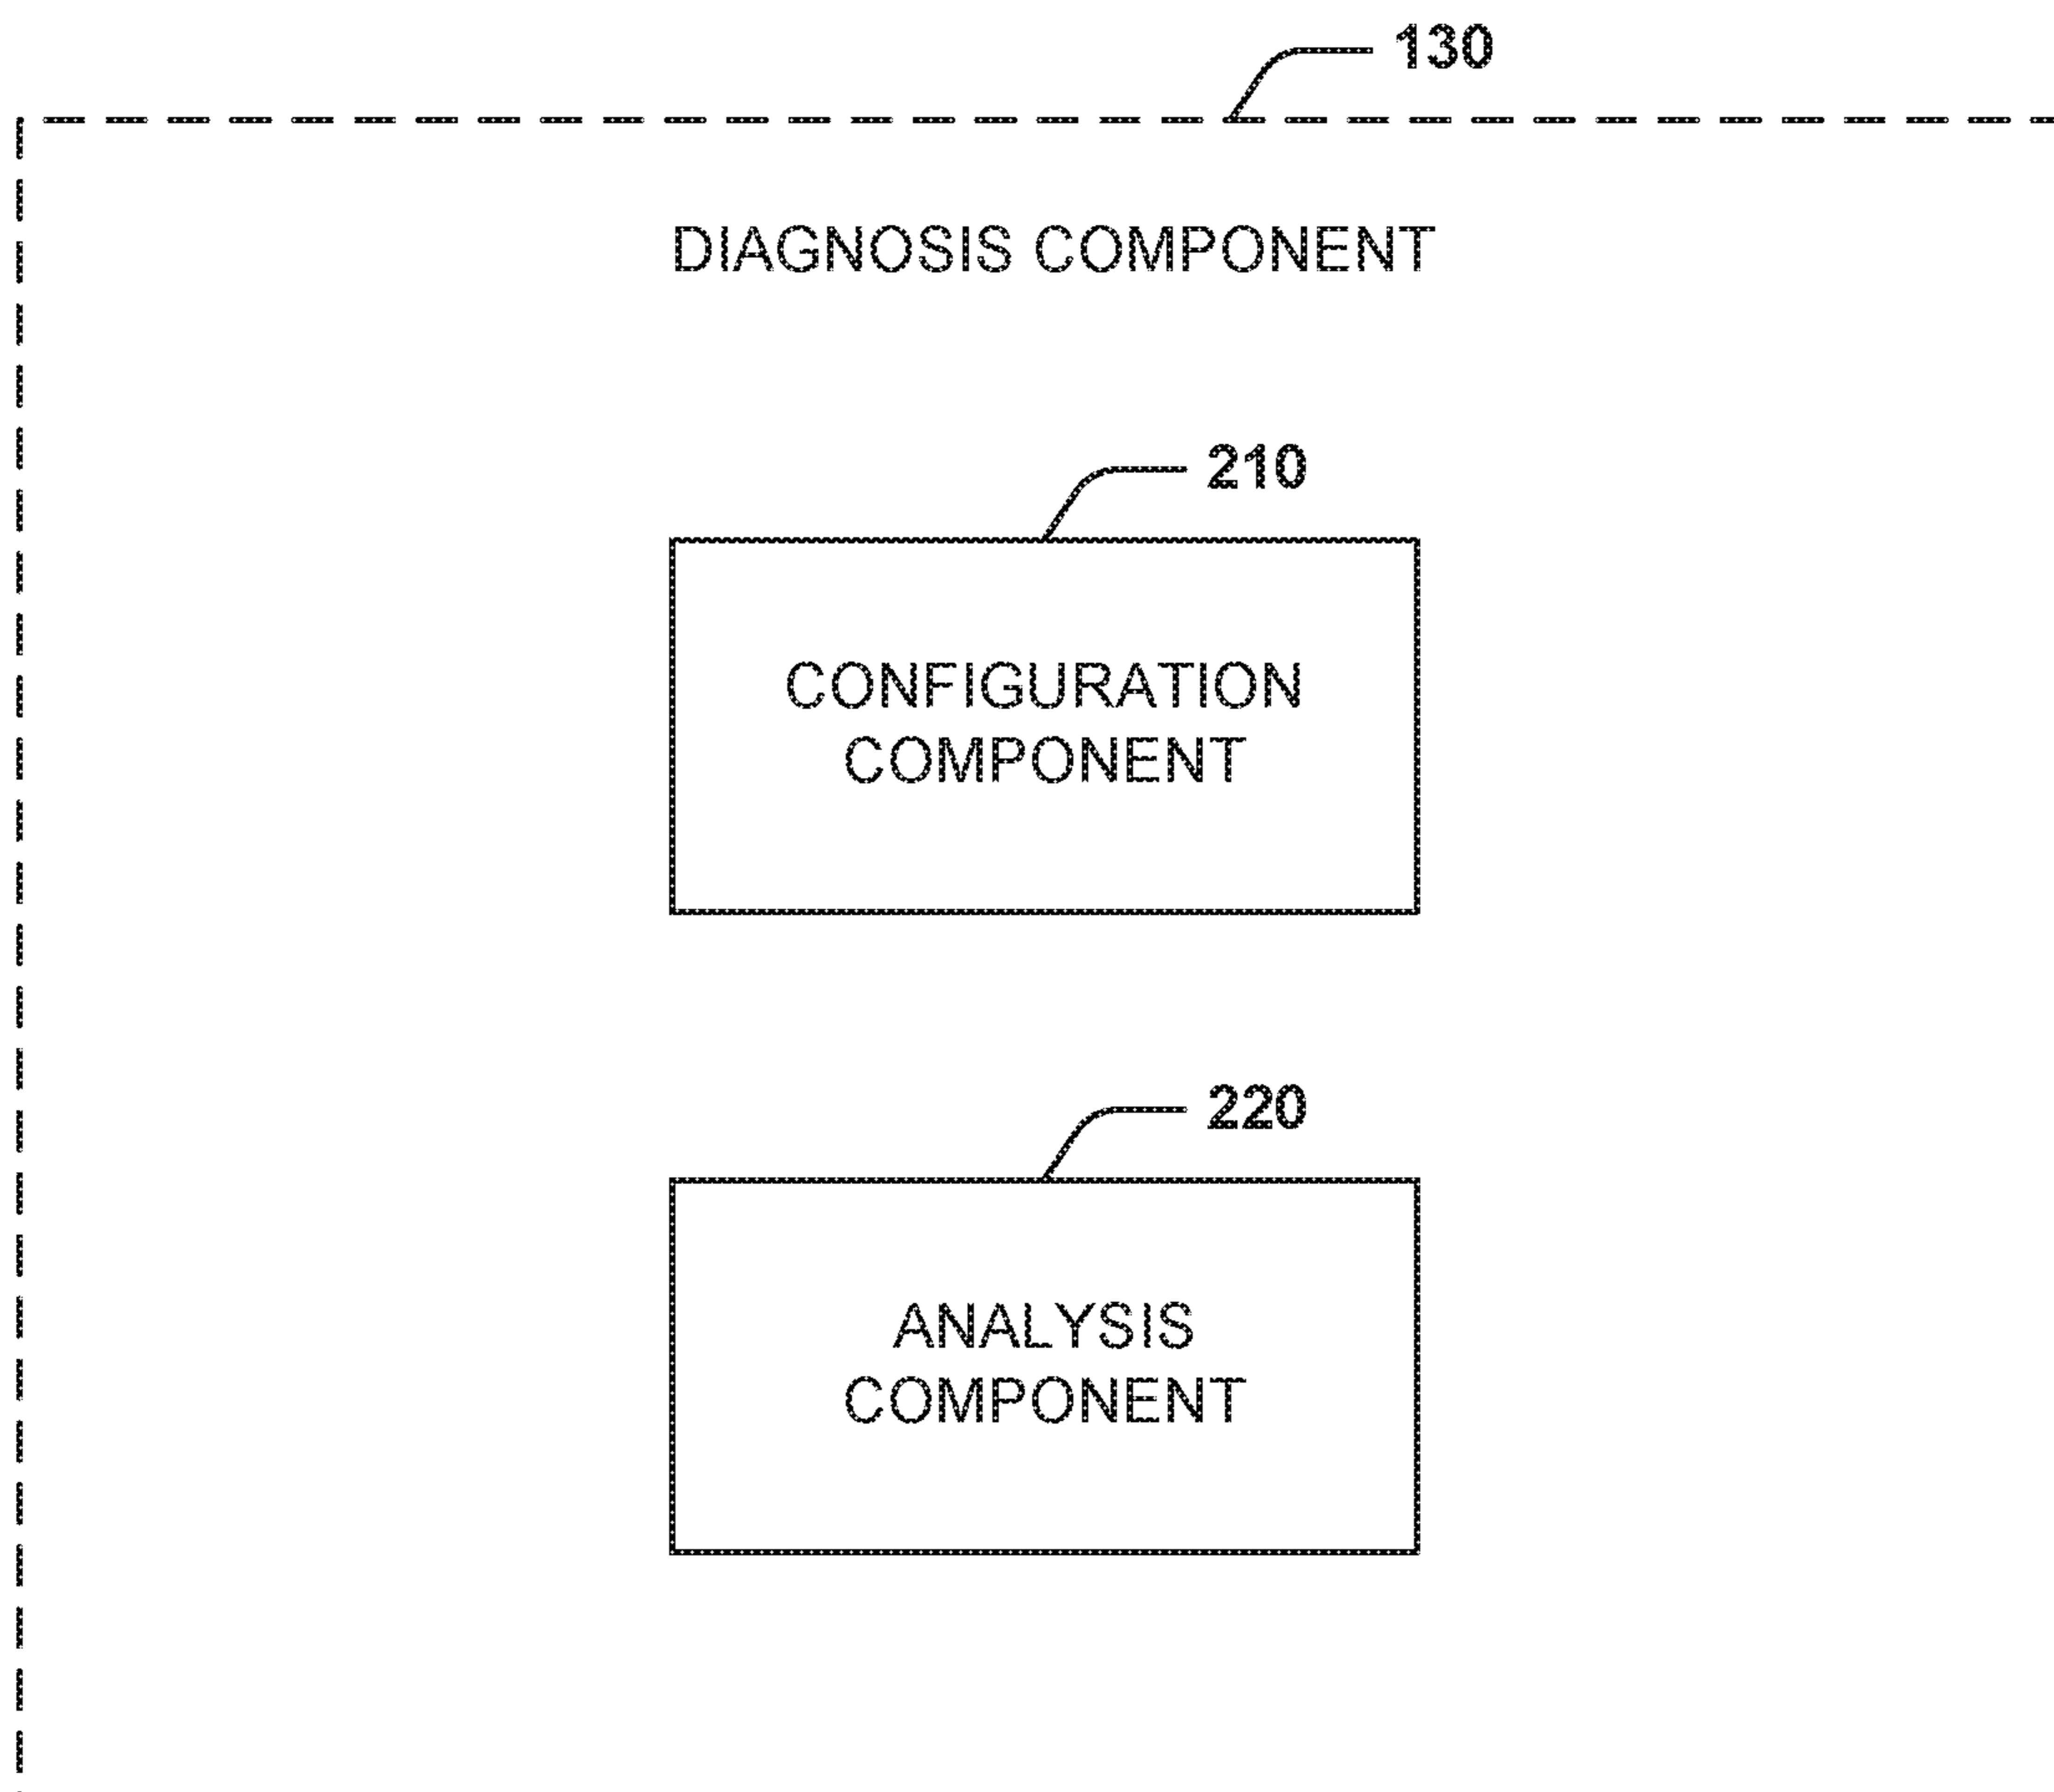 130
DIAGNOSIS COMPONENT
210
CONFIGURATION
COMPONENT
220
ANALYSIS
COMPONENT